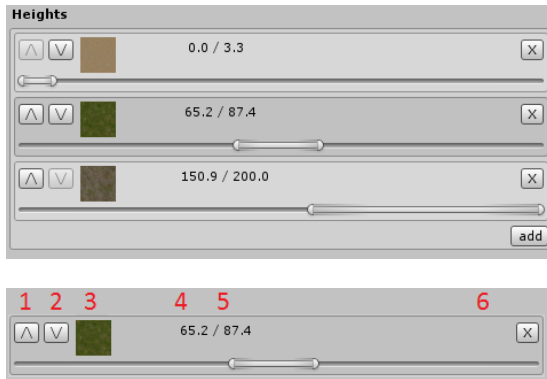 Heights
Λ V 0.0 / 3.3 X
Λ V 65.2 / 87.4 X
Λ V 150.9 / 200.0 X
add
1 2 3 4 5 6
Λ V 65.2 / 87.4 X